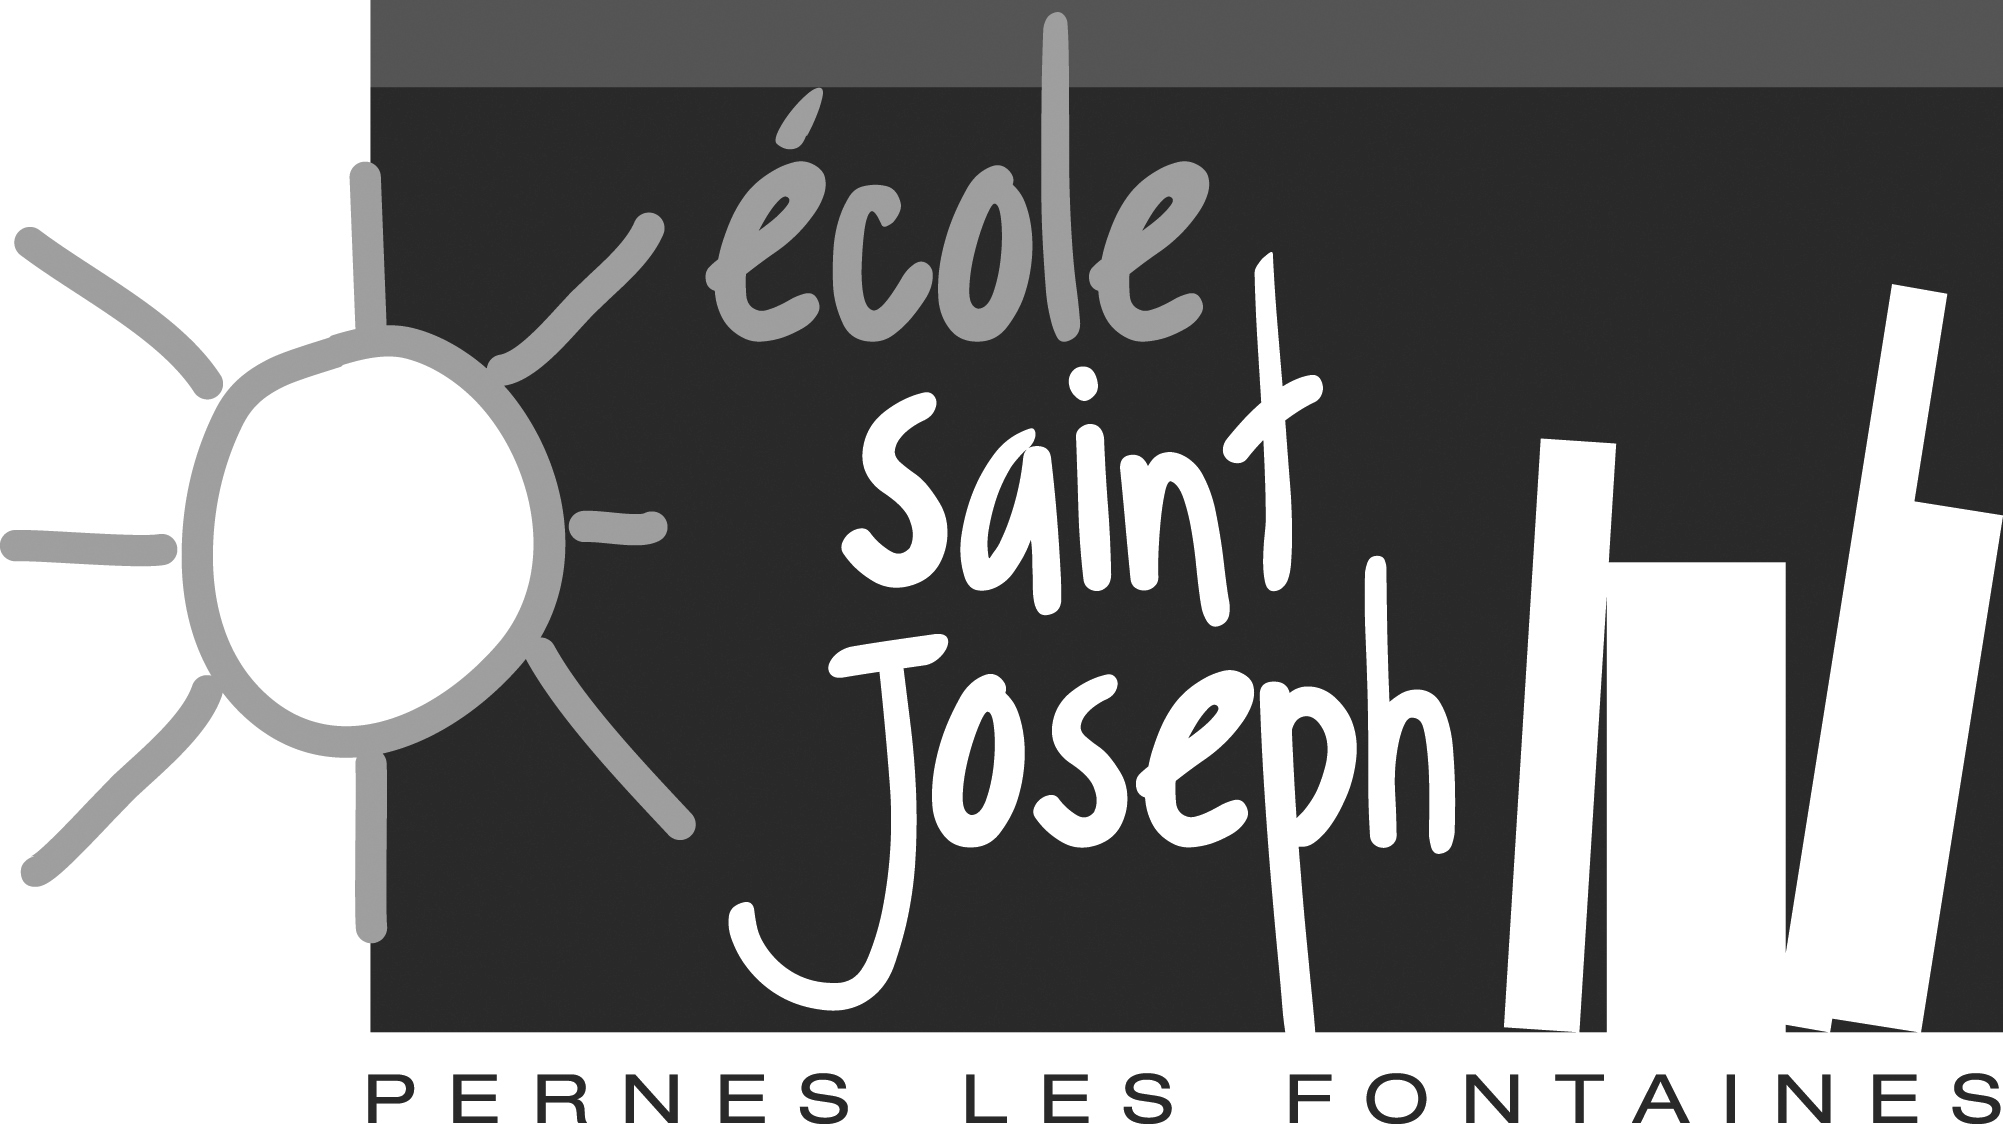 école
saint
Joseph
PERNES LES FONTAINES